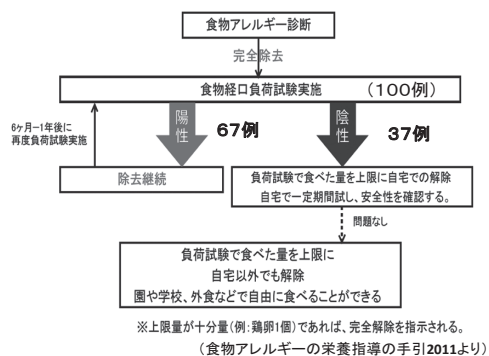 食物アレルギー診断
完全除去
食物経口負荷試験実施 （100例）
6ヶ月ー1年後に
再度負荷試験実施
陽性
67例
陰性
37例
除去継続
負荷試験で食べた量を上限に自宅での解除
自宅で一定期間試し、安全性を確認する。
問題なし
負荷試験で食べた量を上限に
自宅以外でも解除
園や学校、外食などで自由に食べることができる
※上限量が十分量（例：鶏卵1個）であれば、完全解除を指示される。
（食物アレルギーの栄養指導の手引2011より）